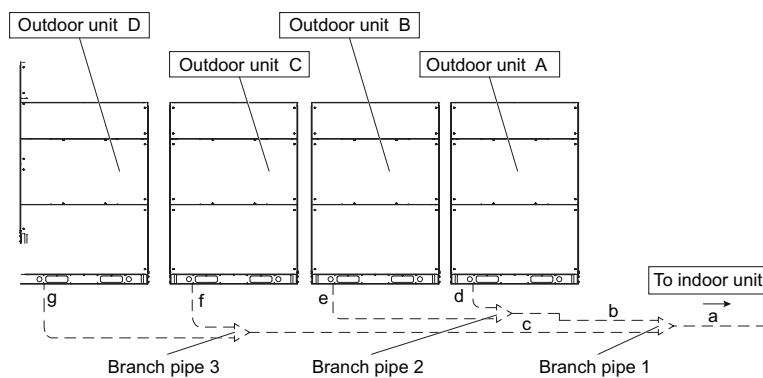 Outdoor unit D
Outdoor unit B
Outdoor unit C
Outdoor unit A
To indoor unit
g
f
e
d
b
a
c
Branch pipe 3
Branch pipe 2
Branch pipe 1